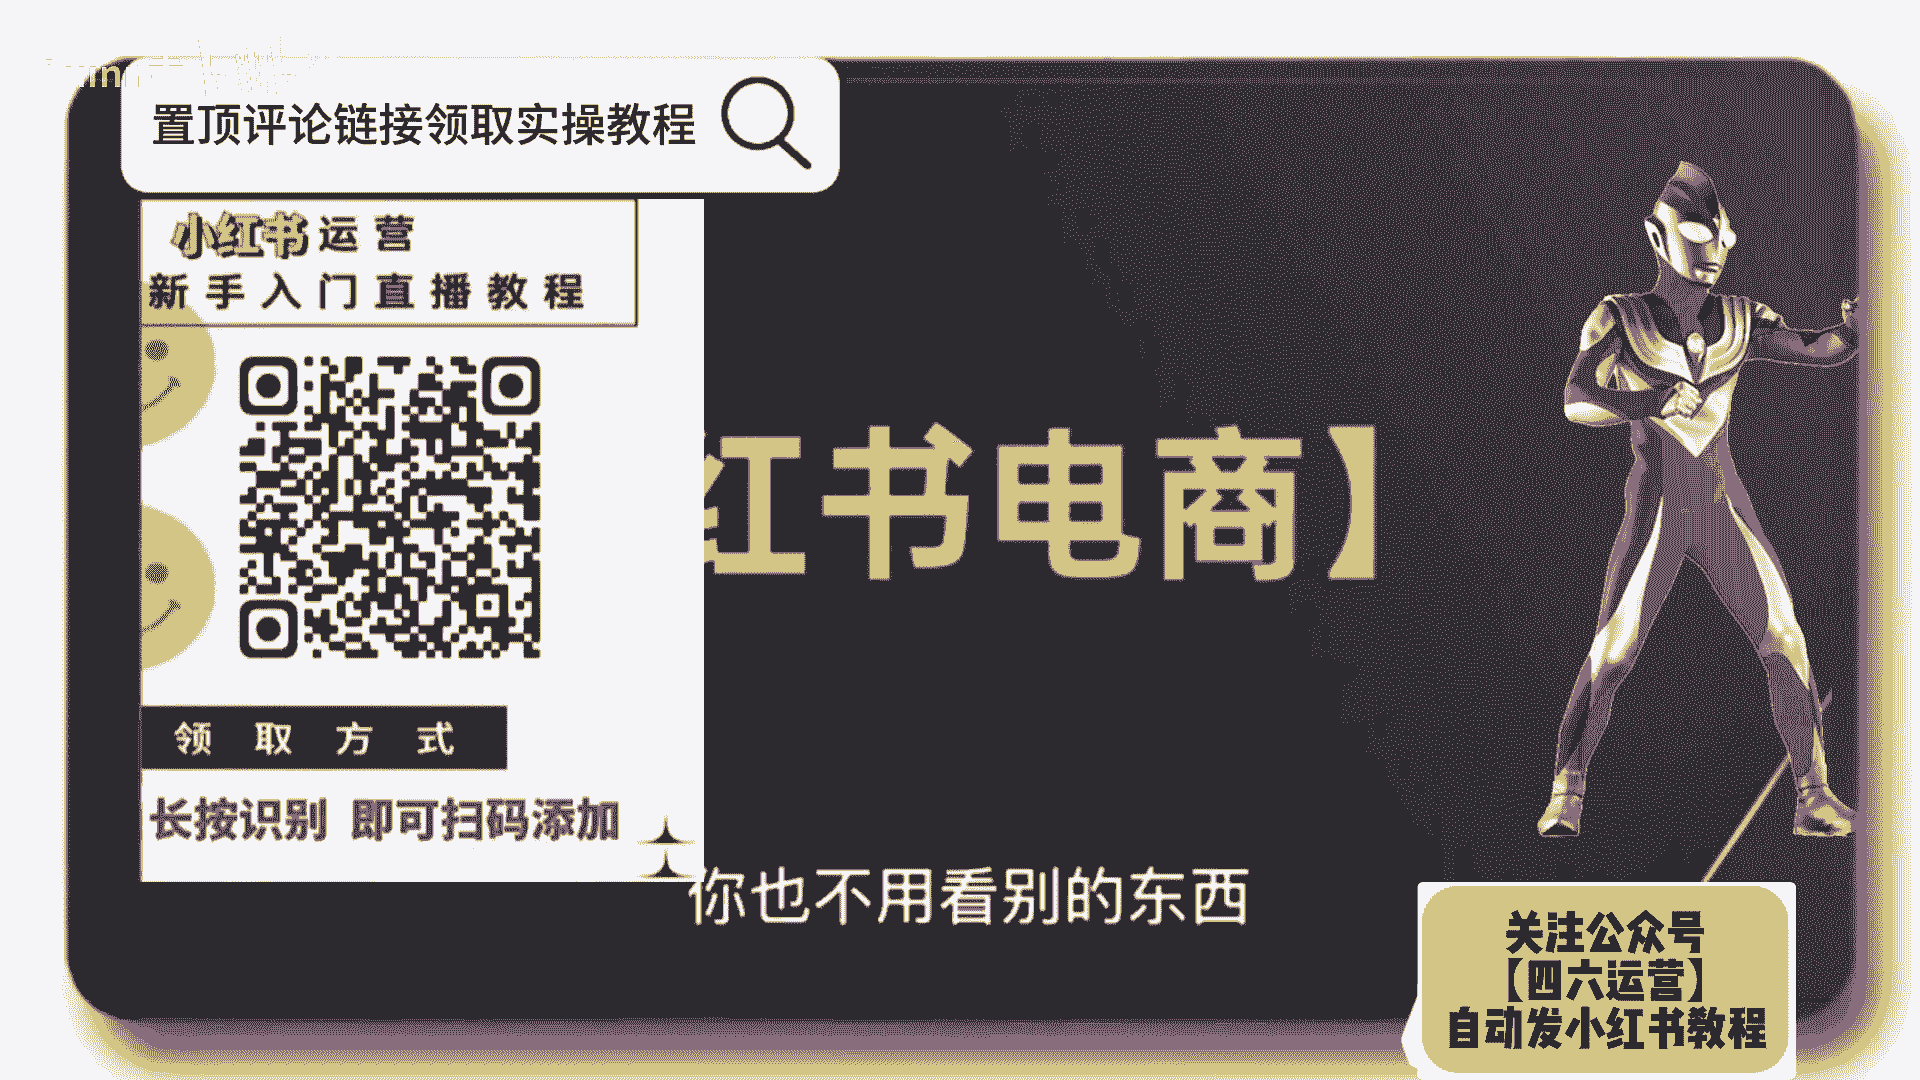 置顶评论链接领取实操教程
小红书运营
新手入门直播教程
红书电商】
领取方式
长按识别 即可扫码添加
你也不用看别的东西
关注公众号
【四六运营】
自动发小红书教程